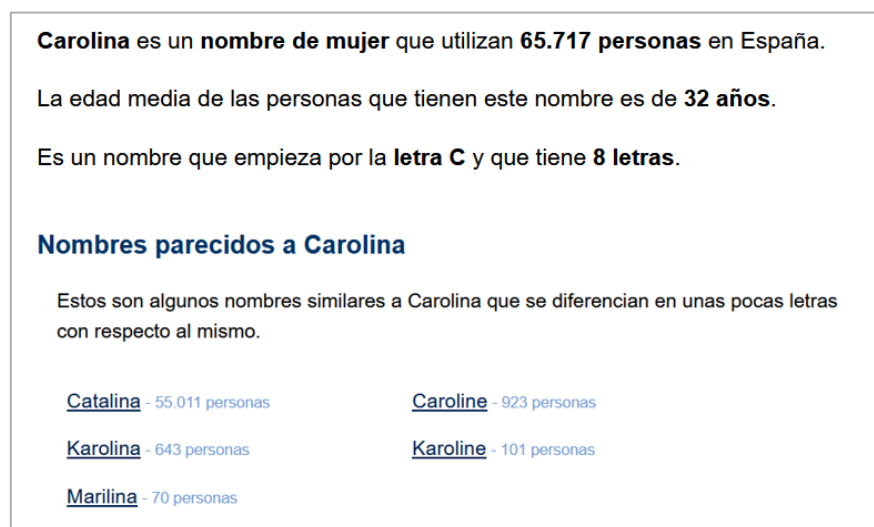 Carolina es un nombre de mujer que utilizan 65.717 personas en España.
La edad media de las personas que tienen este nombre es de 32 años.
Es un nombre que empieza por la letra C y que tiene 8 letras.
Nombres parecidos a Carolina
Estos son algunos nombres similares a Carolina que se diferencian en unas pocas letras
con respecto al mismo.
Catalina - 55.011 personas
Caroline - 923 personas
Karolina - 643 personas
Karoline - 101 personas
Marilina - 70 personas